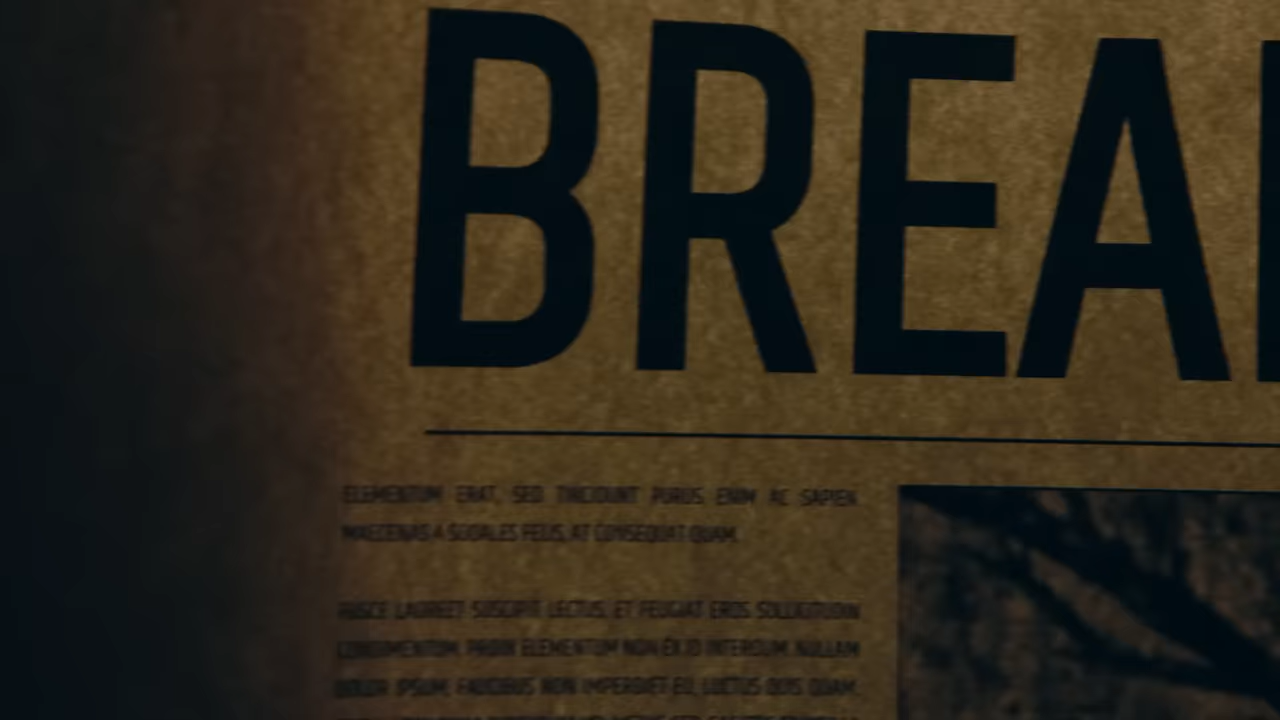 BREA
ELEMENTUM ERAT, SED TINCIDUNT PURUS ENIM AC SAPIEN
MAECENAS A SODALES FELIS, AT CONSEQUAT QUAM.
FUSCE LAOREET SUSCIPIT LECTUS, ET FEUGIAT EROS SOLLICITUDIN
CONDIMENTUM. PROIN ELEMENTUM NON EX ID INTERDUM. NULLAM
DOLOR IPSUM, FAUCIBUS NON IMPERDIET EU, LUCTUS QUIS QUAM.